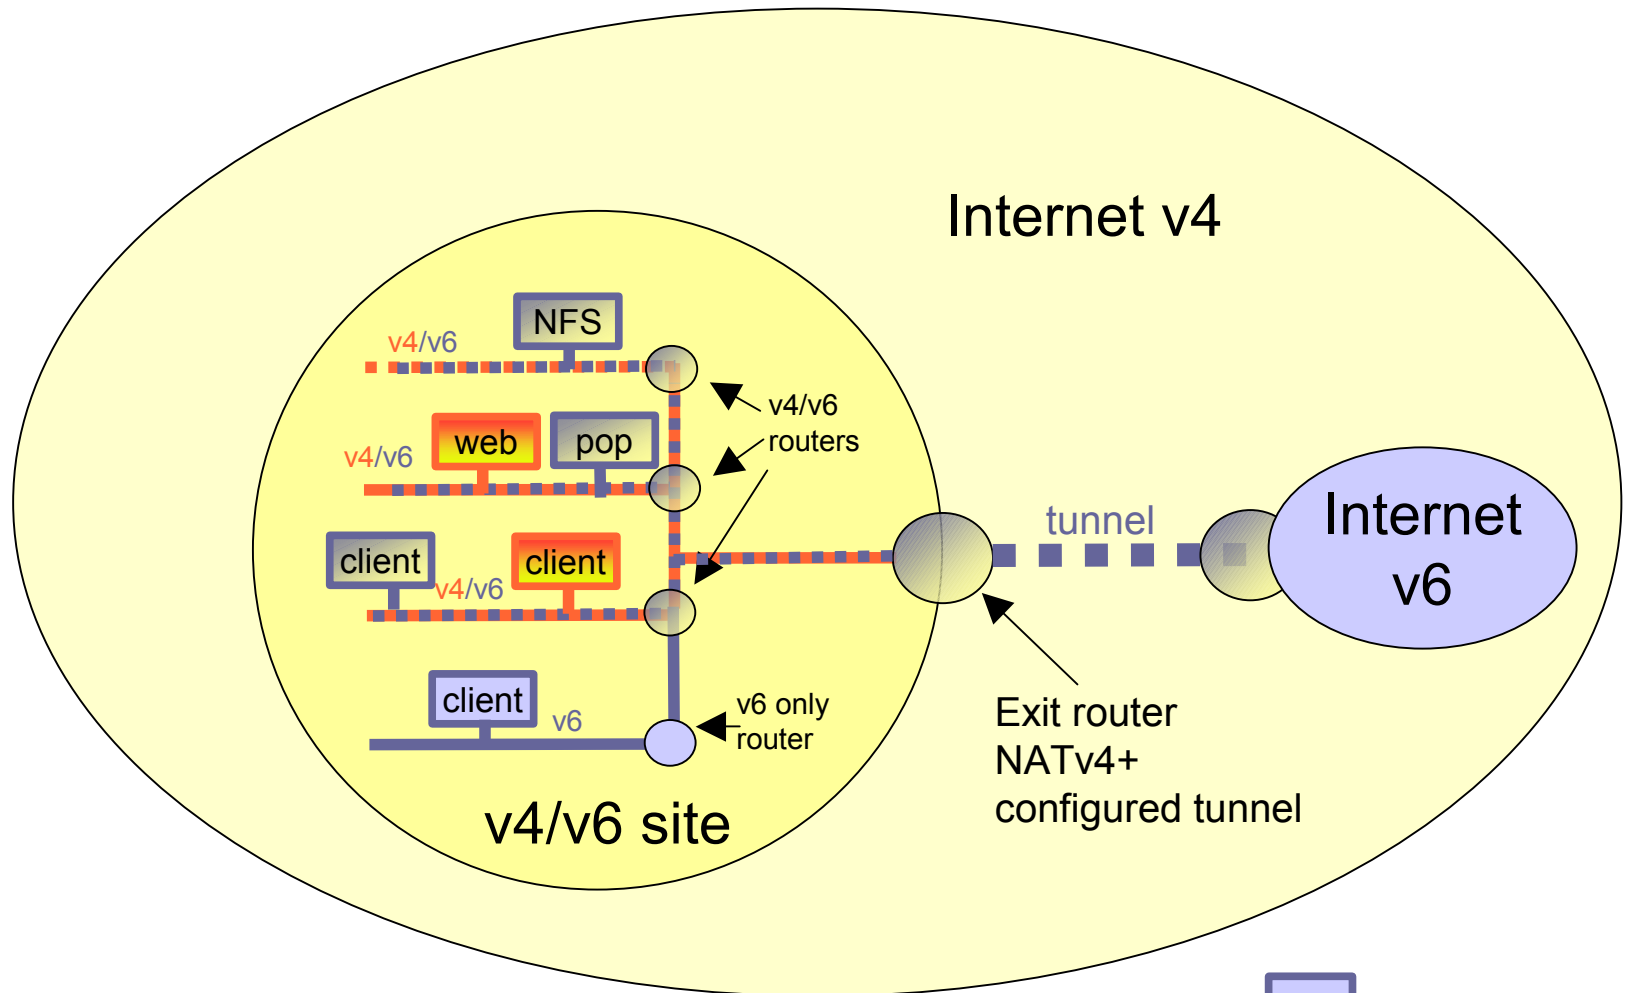 Internet v4
NFS
v4/v6
v4/v6
routers
web
pop
v4/v6
client
client
v4/v6
tunnel
Internet
v6
client
v6
v6 only
router
Exit router
NATv4+
configured tunnel
v4/v6 site